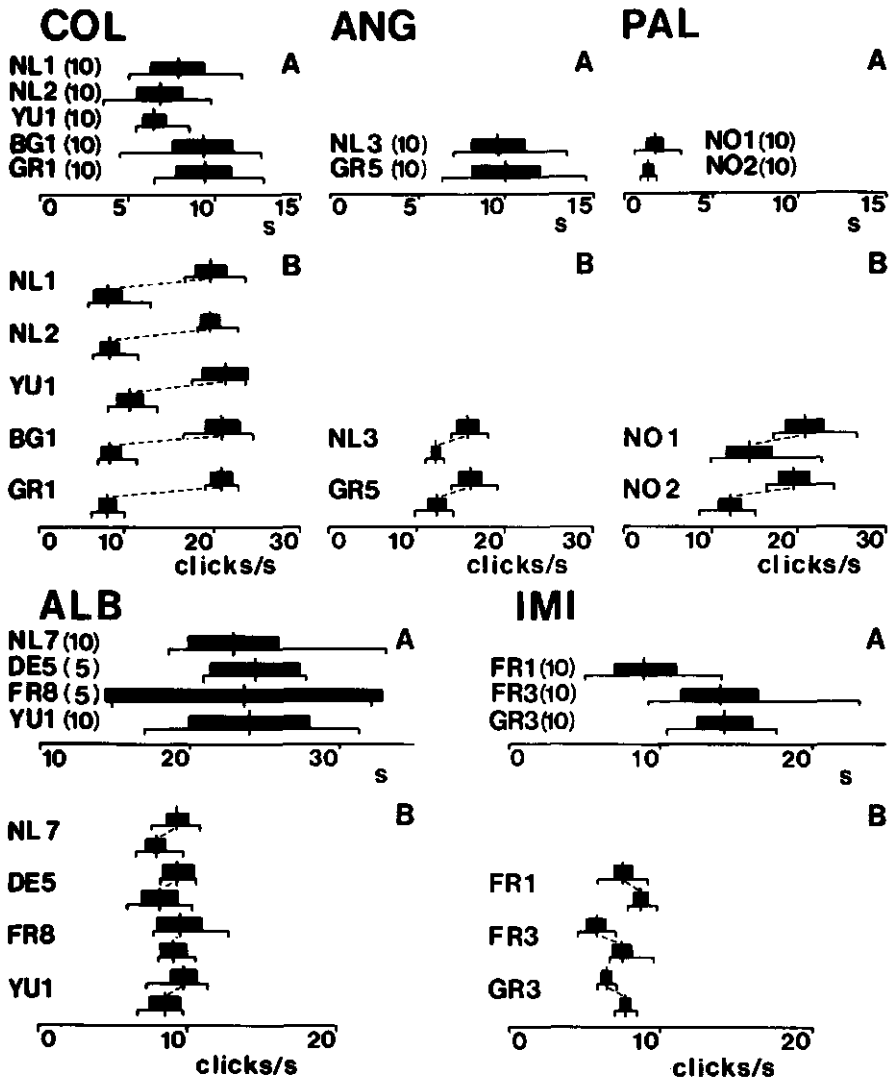 COL ANG PAL
A A A
NL1 (10)
NL2 (10)
YU1 (10)
BG1 (10) NL3 (10) NO1 (10)
GR1 (10) GR5 (10) NO2 (10)
0 5 10 15 0 5 10 15 0 5 10 15
s s s
B B B
NL1
NL2
YU1
BG1 NL3 NO1
GR1 GR5 NO2
0 10 20 30 0 10 20 30 0 10 20 30
clicks/s clicks/s clicks/s
ALB IMI
NL7 (10) A A
DE5 (5) FR1 (10)
FR8 (5) FR3 (10)
YU1 (10) GR3 (10)
10 20 30 0 10 20
s s
B B
NL7
DE5 FR1
FR8 FR3
YU1 GR3
0 10 20 0 10 20
clicks/s clicks/s